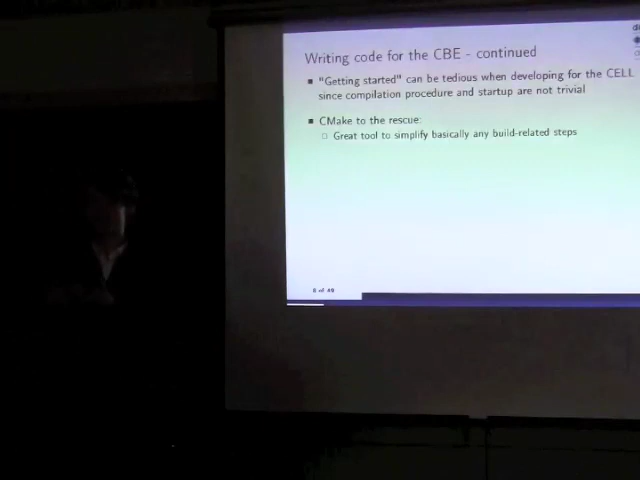 Writing code for the CBE - continued
"Getting started" can be tedious when developing for the CELL
since compilation procedure and startup are not trivial
CMake to the rescue:
Great tool to simplify basically any build-related steps
8 of 49